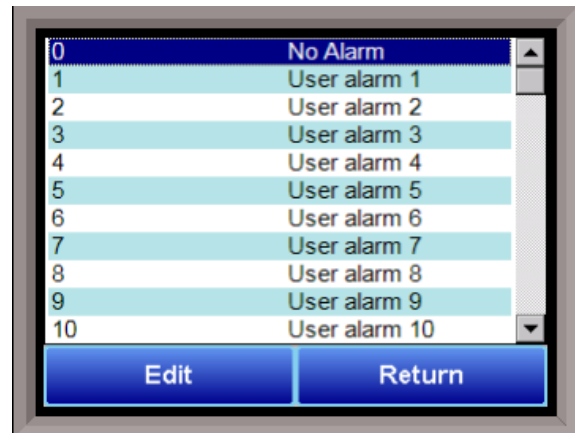 0 No Alarm
1 User alarm 1
2 User alarm 2
3 User alarm 3
4 User alarm 4
5 User alarm 5
6 User alarm 6
7 User alarm 7
8 User alarm 8
9 User alarm 9
10 User alarm 10
Edit Return